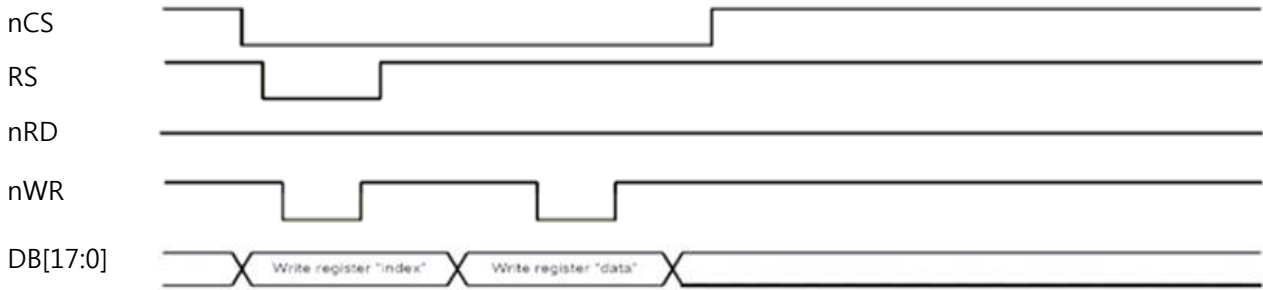 nCS
RS
nRD
nWR
DB[17:0]
Write register "index"
Write register "data"